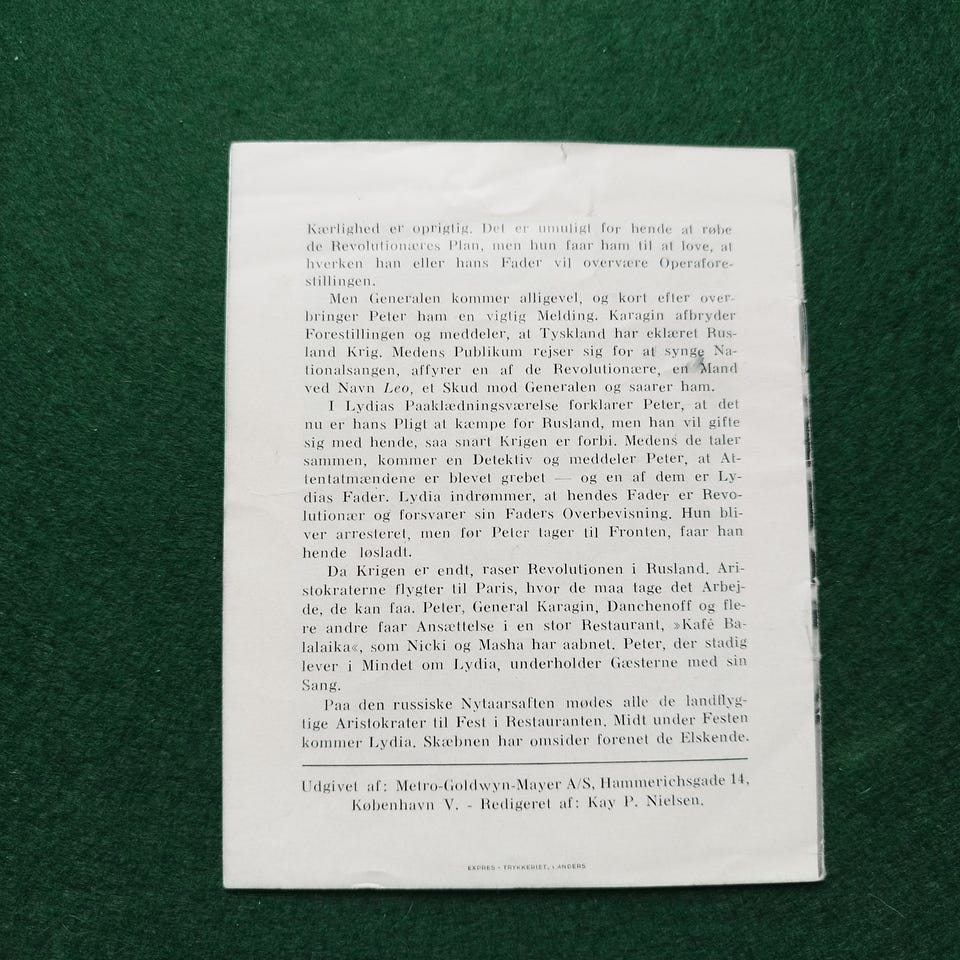 Kærlighed er oprigtig. Det er umuligt for hende at røbe
de Revolutionæres Plan, men hun faar ham til at love, at
hverken han eller hans Fader vil overvære Operafore-
stillingen.
Men Generalen kommer alligevel, og kort efter over-
bringer Peter ham en vigtig Melding. Karagin afbryder
Forestillingen og meddeler, at Tyskland har eklæret Rus-
land Krig. Medens Publikum rejser sig for at synge Na-
tionalsangen, affyrer en af de Revolutionære, en Mand
ved Navn Leo, et Skud mod Generalen og saarer ham.
I Lydias Paaklædningsværelse forklarer Peter, at det
nu er hans Pligt at kæmpe for Rusland, men han vil gifte
sig med hende, saa snart Krigen er forbi. Medens de taler
sammen, kommer en Detektiv og meddeler Peter, at At-
tentatmændene er blevet grebet — og en af dem er Ly-
dias Fader. Lydia indrømmer, at hendes Fader er Revo-
lutionær og forsvarer sin Faders Overbevisning. Hun bli-
ver arresteret, men før Peter tager til Fronten, faar han
hende løsladt.
Da Krigen er endt, raser Revolutionen i Rusland. Ari-
stokraterne flygter til Paris, hvor de maa tage det Arbej-
de, de kan faa. Peter, General Karagin, Danchenoff og fle-
re andre faar Ansættelse i en stor Restaurant, »Kafé Ba-
lalaika«, som Nicki og Masha har aabnet. Peter, der stadig
lever i Mindet om Lydia, underholder Gæsterne med sin
Sang.
Paa den russiske Nytaarsaften mødes alle de landflyg-
tige Aristokrater til Fest i Restauranten. Midt under Festen
kommer Lydia. Skæbnen har omsider forenet de Elskende.
Udgivet af: Metro-Goldwyn-Mayer A/S, Hammerichsgade 14,
København V. - Redigeret af: Kay P. Nielsen.
EXPRES - TRYKKERIET,